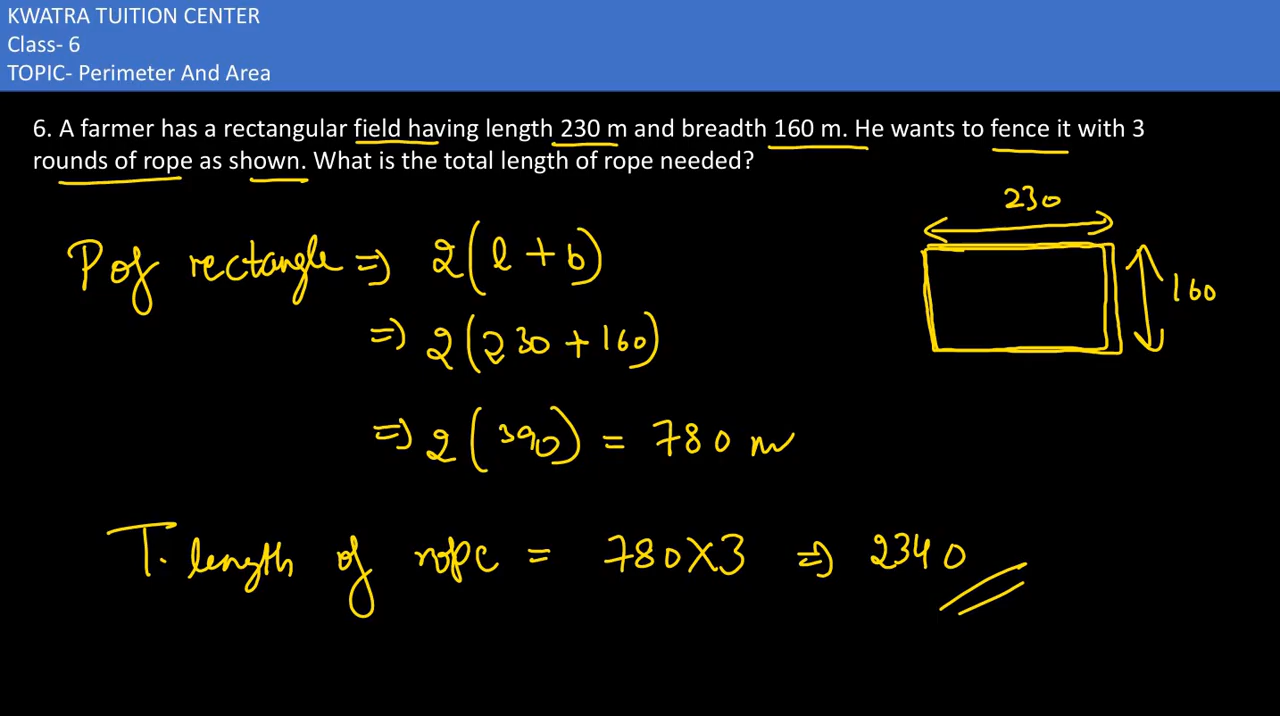 KWATRA TUITION CENTER
Class- 6
TOPIC- Perimeter And Area
6. A farmer has a rectangular field having length 230 m and breadth 160 m. He wants to fence it with 3
rounds of rope as shown. What is the total length of rope needed?
230
160
P of rectangle ⇒ 2(l + b)
⇒ 2(230 + 160)
⇒ 2(390) = 780 m
T. length of rope = 780×3 ⇒ 2340